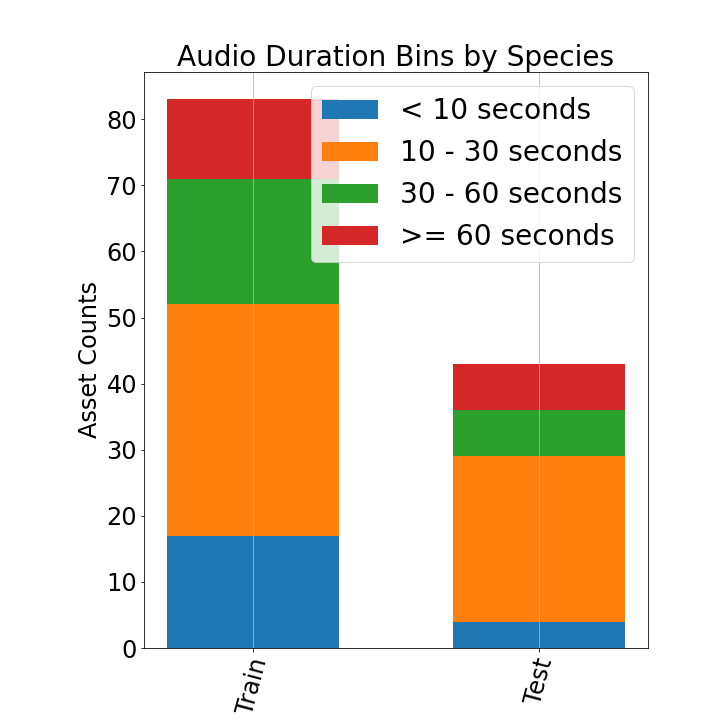 Audio Duration Bins by Species
< 10 seconds
10 - 30 seconds
30 - 60 seconds
>= 60 seconds
Asset Counts
80
70
60
50
40
30
20
10
0
Train
Test